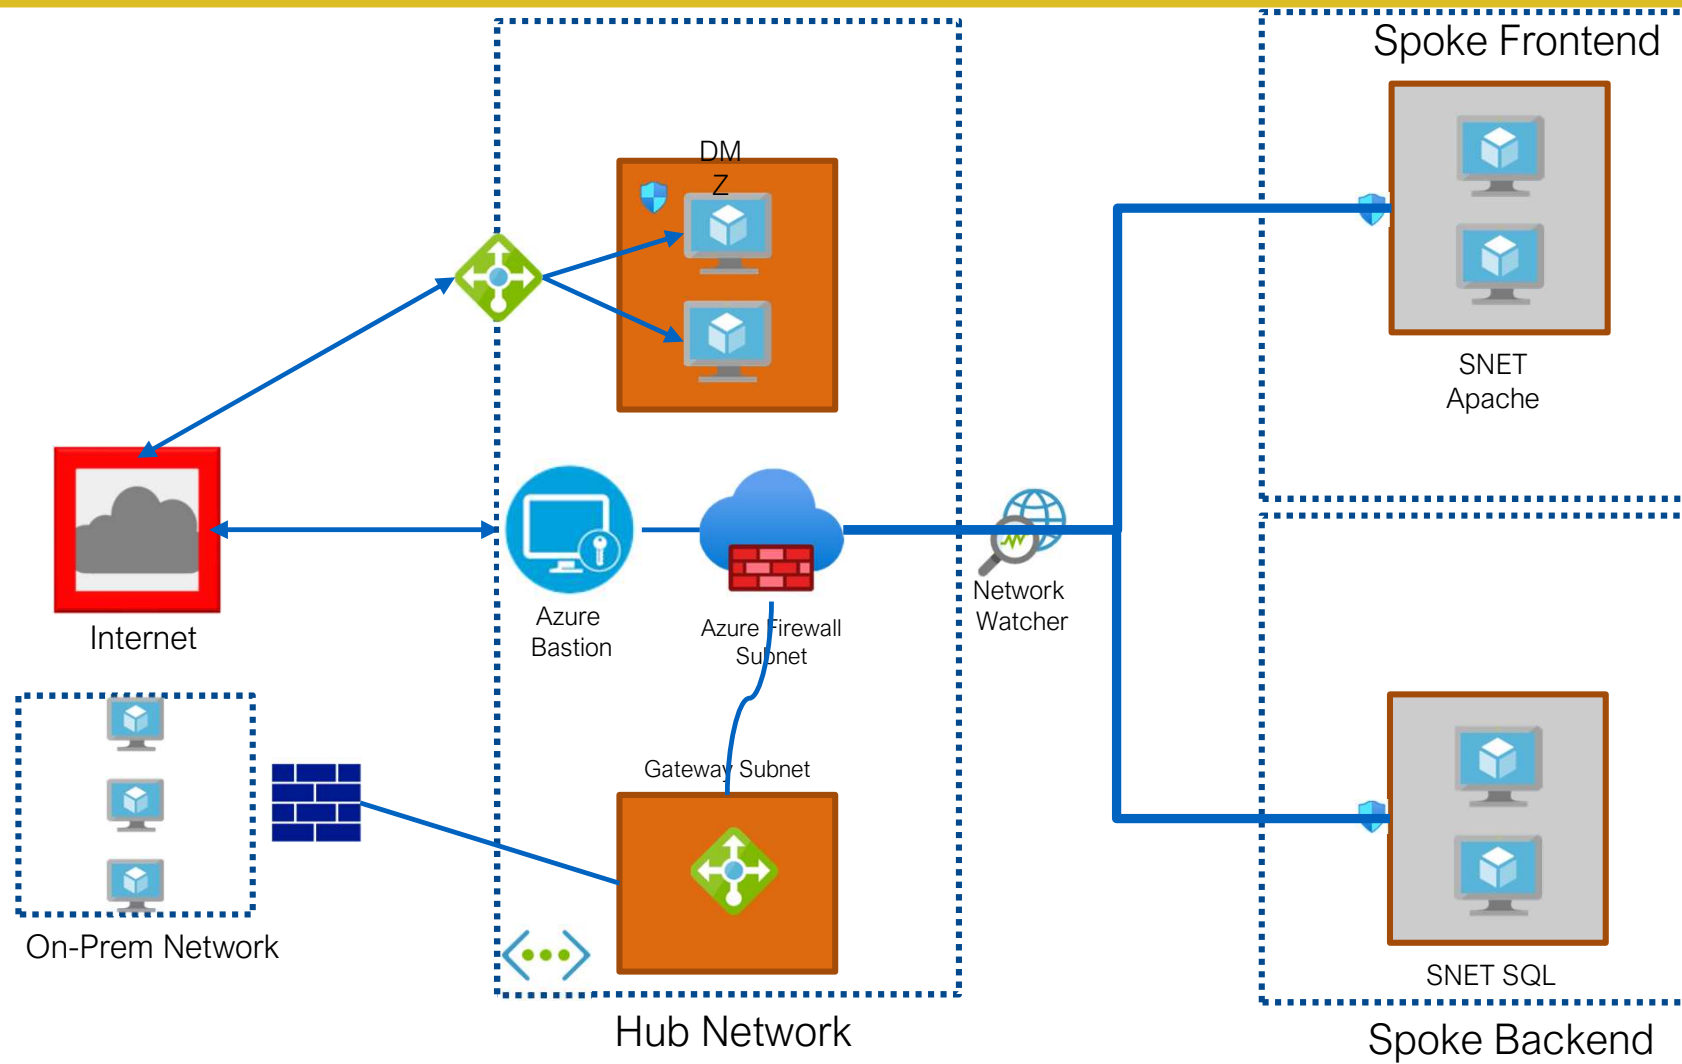 Spoke Frontend
DM
Z
SNET
Apache
Azure
Bastion
Azure Firewall
Subnet
Network
Watcher
Internet
Gateway Subnet
On-Prem Network
SNET SQL
Hub Network
Spoke Backend